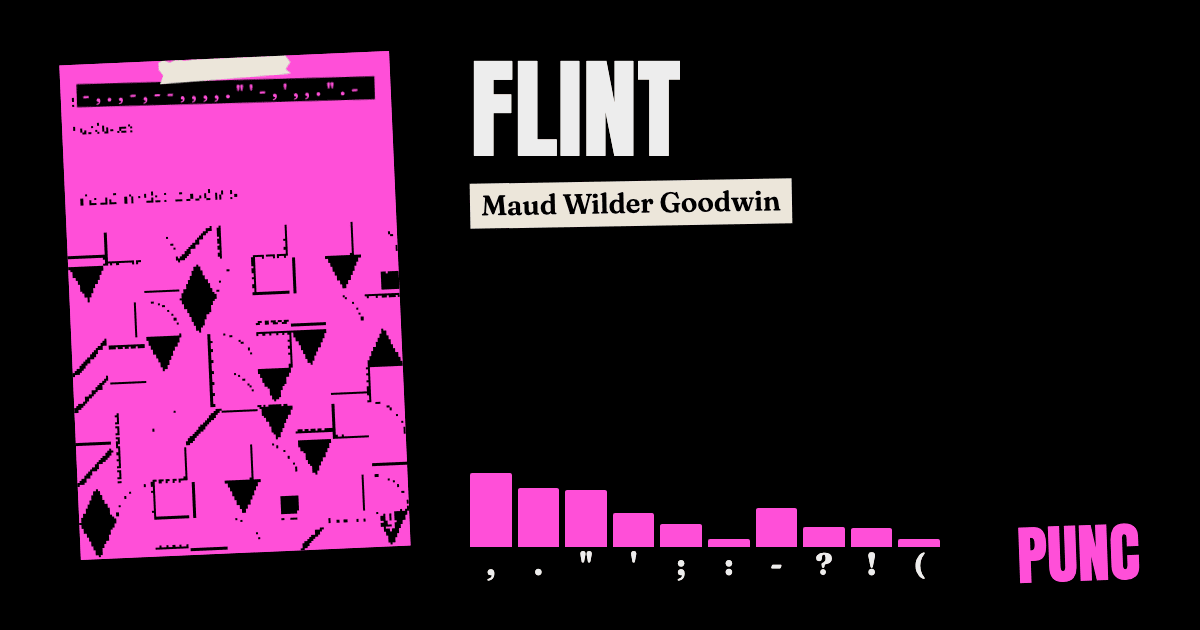 -,.,-,--,,,,."'-,',,.".-
FLINT
Maud Wilder Goodwin
, . " ' ; : - ? ! (
PUNC